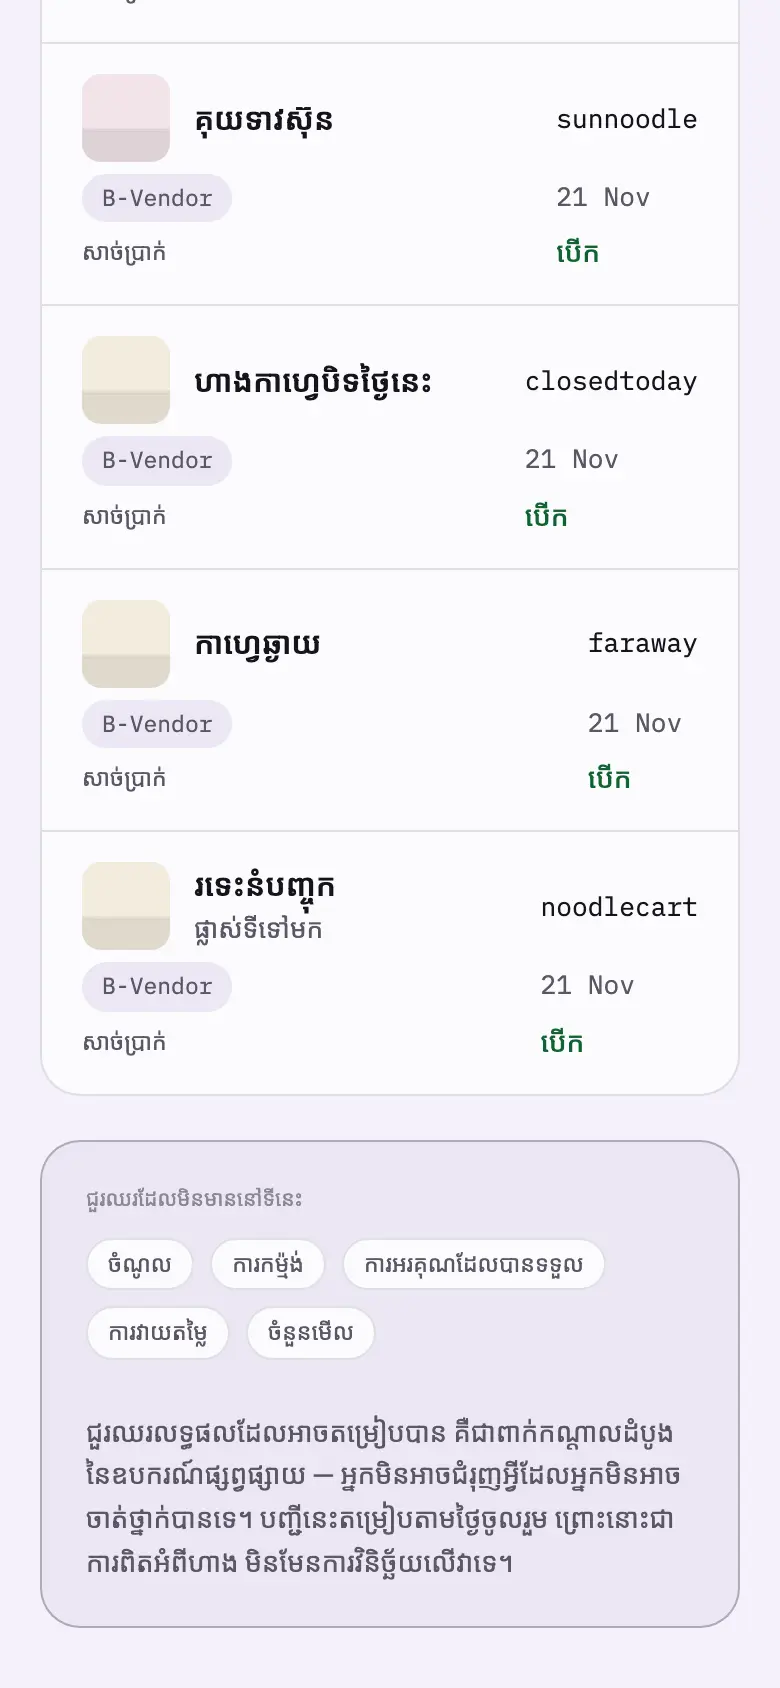 គុយទាវស៊ុន
sunnoodle
B-Vendor
21 Nov
សាច់ប្រាក់
បើក
ហាងកាហ្វេបិទថ្ងៃនេះ
closedtoday
B-Vendor
21 Nov
សាច់ប្រាក់
បើក
កាហ្វេឆ្ងាយ
faraway
B-Vendor
21 Nov
សាច់ប្រាក់
បើក
រទេះនំបញ្ចុក
ផ្លាស់ទីទៅមក
noodlecart
B-Vendor
21 Nov
សាច់ប្រាក់
បើក
ជួរឈរដែលមិនមាននៅទីនេះ
ចំណូល
ការកម្ម៉ង់
ការអរគុណដែលបានទទួល
ការវាយតម្លៃ
ចំនួនមើល
ជួរឈរលទ្ធផលដែលអាចតម្រៀបបាន គឺជាពាក់កណ្តាលដំបូង
នៃឧបករណ៍ផ្សព្វផ្សាយ — អ្នកមិនអាចជំរុញអ្វីដែលអ្នកមិនអាច
ចាត់ថ្នាក់បានទេ។ បញ្ជីនេះតម្រៀបតាមថ្ងៃចូលរួម ព្រោះនោះជា
ការពិតអំពីហាង មិនមែនការវិនិច្ឆ័យលើវាទេ។